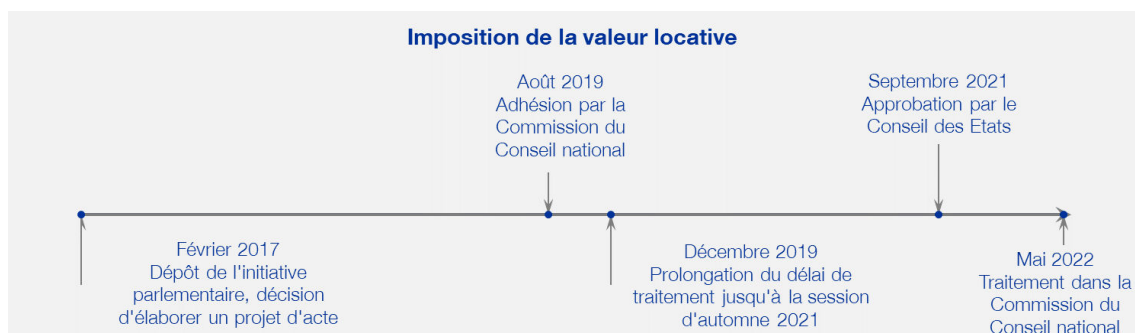 Imposition de la valeur locative
Août 2019
Adhésion par la
Commission du
Conseil national
Septembre 2021
Approbation par le
Conseil des Etats
Février 2017
Dépôt de l'initiative
parlementaire, décision
d'élaborer un projet d'acte
Décembre 2019
Prolongation du délai de
traitement jusqu'à la session
d'automne 2021
Mai 2022
Traitement dans la
Commission du
Conseil national